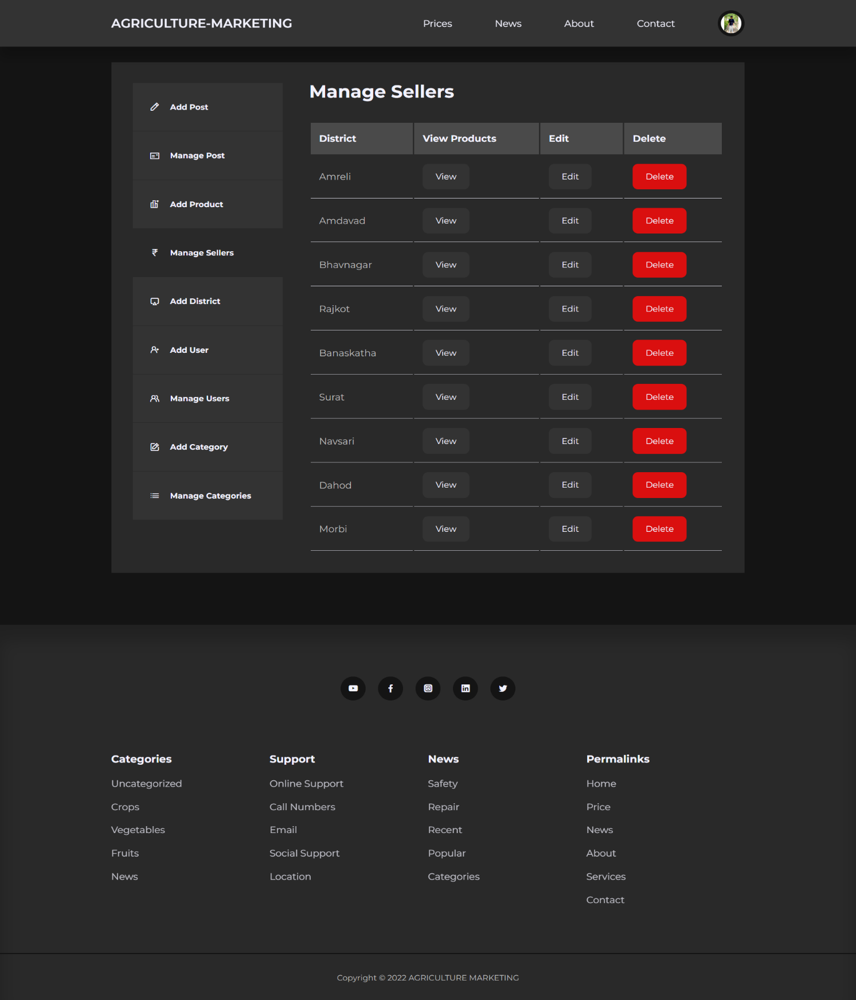 AGRICULTURE-MARKETING Prices News About Contact
Manage Sellers
Add Post
Manage Post
Add Product
Manage Sellers
Add District
Add User
Manage Users
Add Category
Manage Categories
District View Products Edit Delete
Amreli View Edit Delete
Amdavad View Edit Delete
Bhavnagar View Edit Delete
Rajkot View Edit Delete
Banaskatha View Edit Delete
Surat View Edit Delete
Navsari View Edit Delete
Dahod View Edit Delete
Morbi View Edit Delete
Categories
Uncategorized
Crops
Vegetables
Fruits
News
Support
Online Support
Call Numbers
Email
Social Support
Location
News
Safety
Repair
Recent
Popular
Categories
Permalinks
Home
Price
News
About
Services
Contact
Copyright © 2022 AGRICULTURE MARKETING